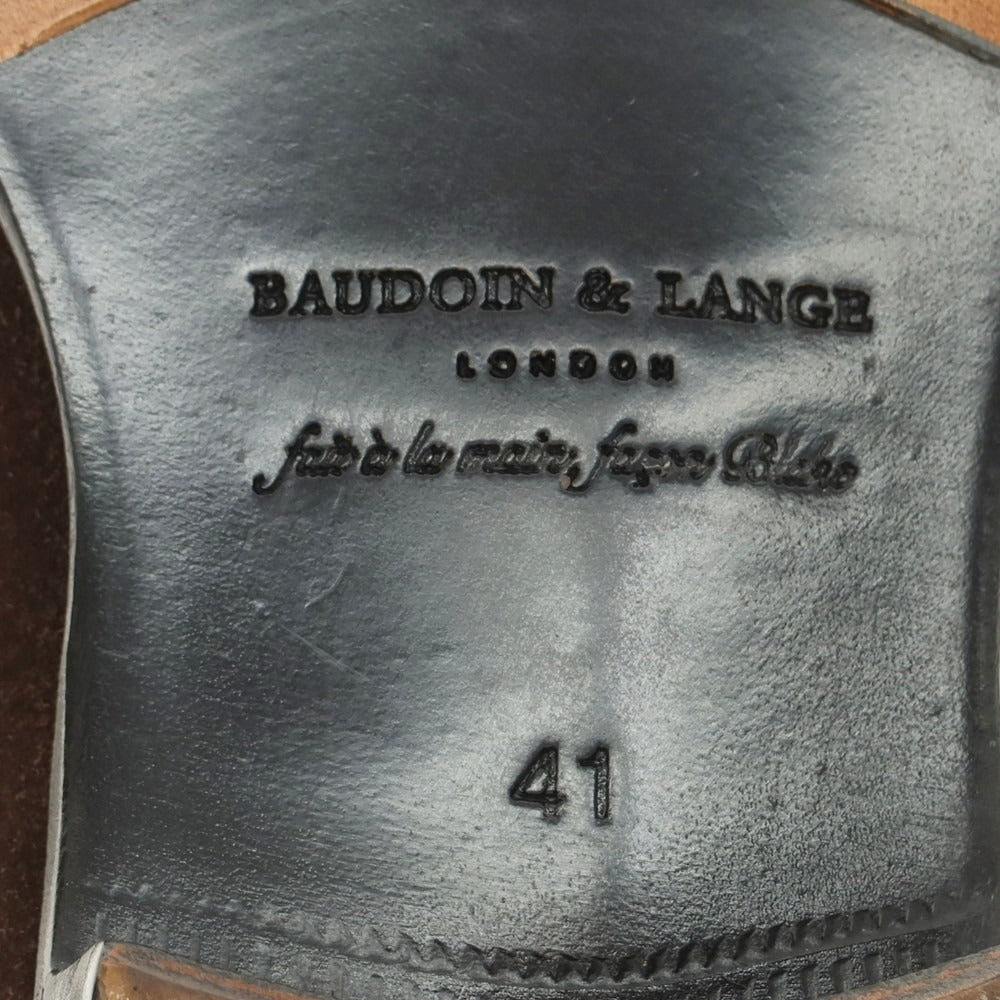 BAUDOIN & LANGE
LONDON
fait à la main, façon Blake
41